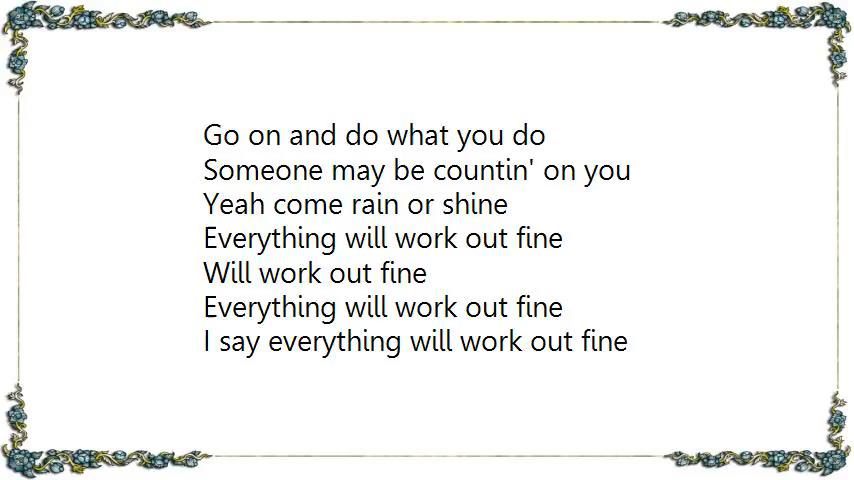 Go on and do what you do
Someone may be countin' on you
Yeah come rain or shine
Everything will work out fine
Will work out fine
Everything will work out fine
I say everything will work out fine